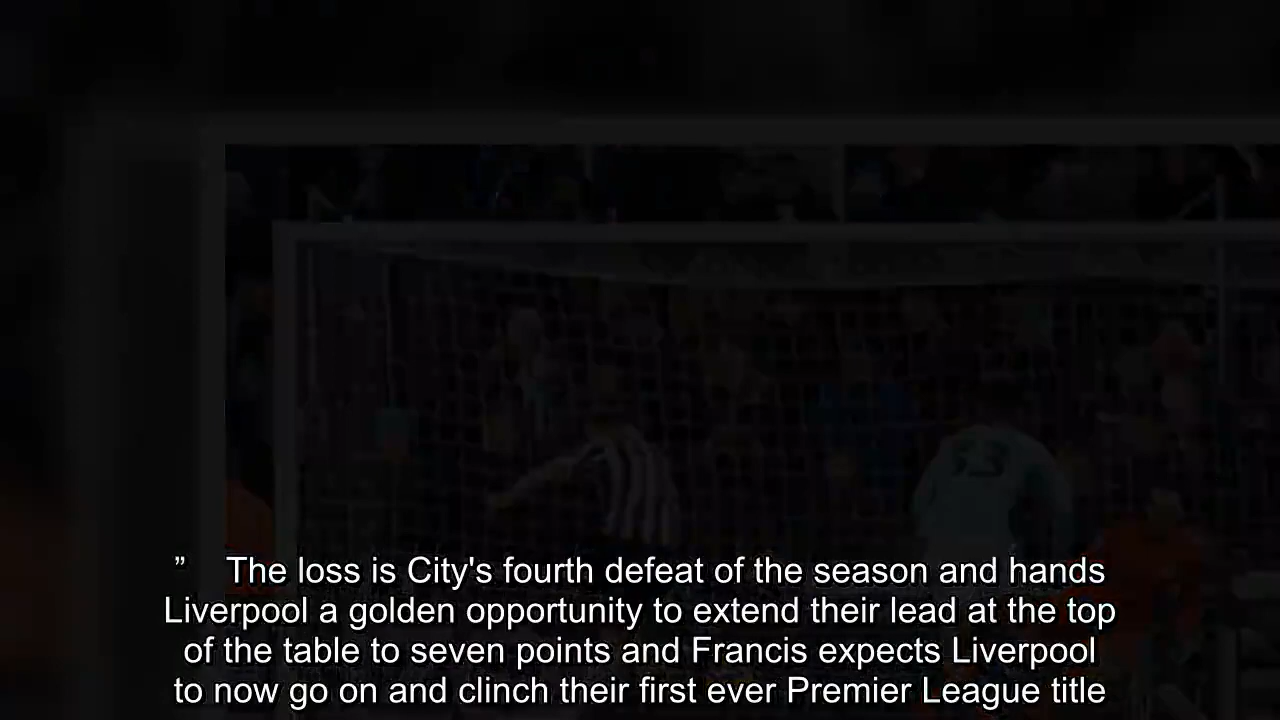 ”    The loss is City's fourth defeat of the season and hands
Liverpool a golden opportunity to extend their lead at the top
of the table to seven points and Francis expects Liverpool
to now go on and clinch their first ever Premier League title